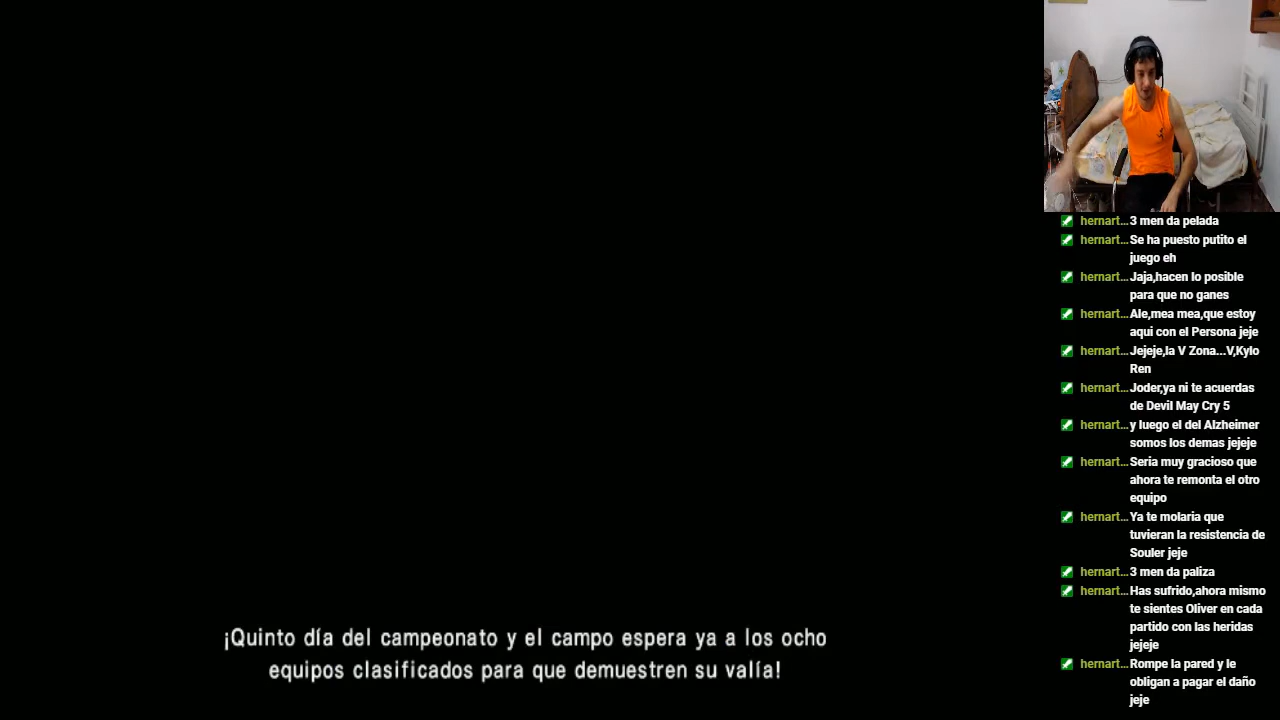 ¡Quinto día del campeonato y el campo espera ya a los ocho
equipos clasificados para que demuestren su valía!
hernart... 3 men da pelada
hernart... Se ha puesto putito el
juego eh
hernart... Jaja,hacen lo posible
para que no ganes
hernart... Ale,mea mea,que estoy
aqui con el Persona jeje
hernart... Jejeje,la V Zona...V,Kylo
Ren
hernart... Joder,ya ni te acuerdas
de Devil May Cry 5
hernart... y luego el del Alzheimer
somos los demas jejeje
hernart... Seria muy gracioso que
ahora te remonta el otro
equipo
hernart... Ya te molaria que
tuvieran la resistencia de
Souler jeje
hernart... 3 men da paliza
hernart... Has sufrido,ahora mismo
te sientes Oliver en cada
partido con las heridas
jejeje
hernart... Rompe la pared y le
obligan a pagar el daño
jeje